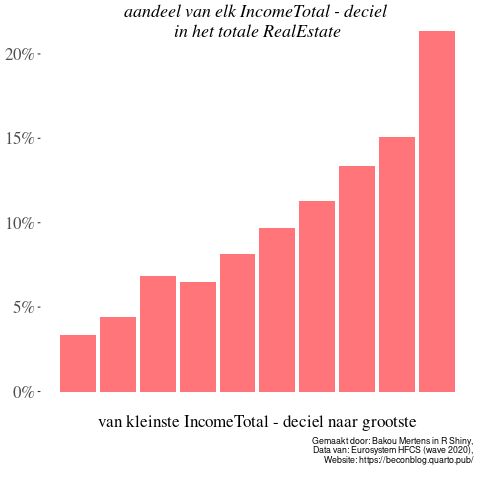 aandeel van elk IncomeTotal - deciel
in het totale RealEstate
20%
15%
10%
5%
0%
van kleinste IncomeTotal - deciel naar grootste
Gemaakt door: Bakou Mertens in R Shiny,
Data van: Eurosystem HFCS (wave 2020),
Website: https://beconblog.quarto.pub/